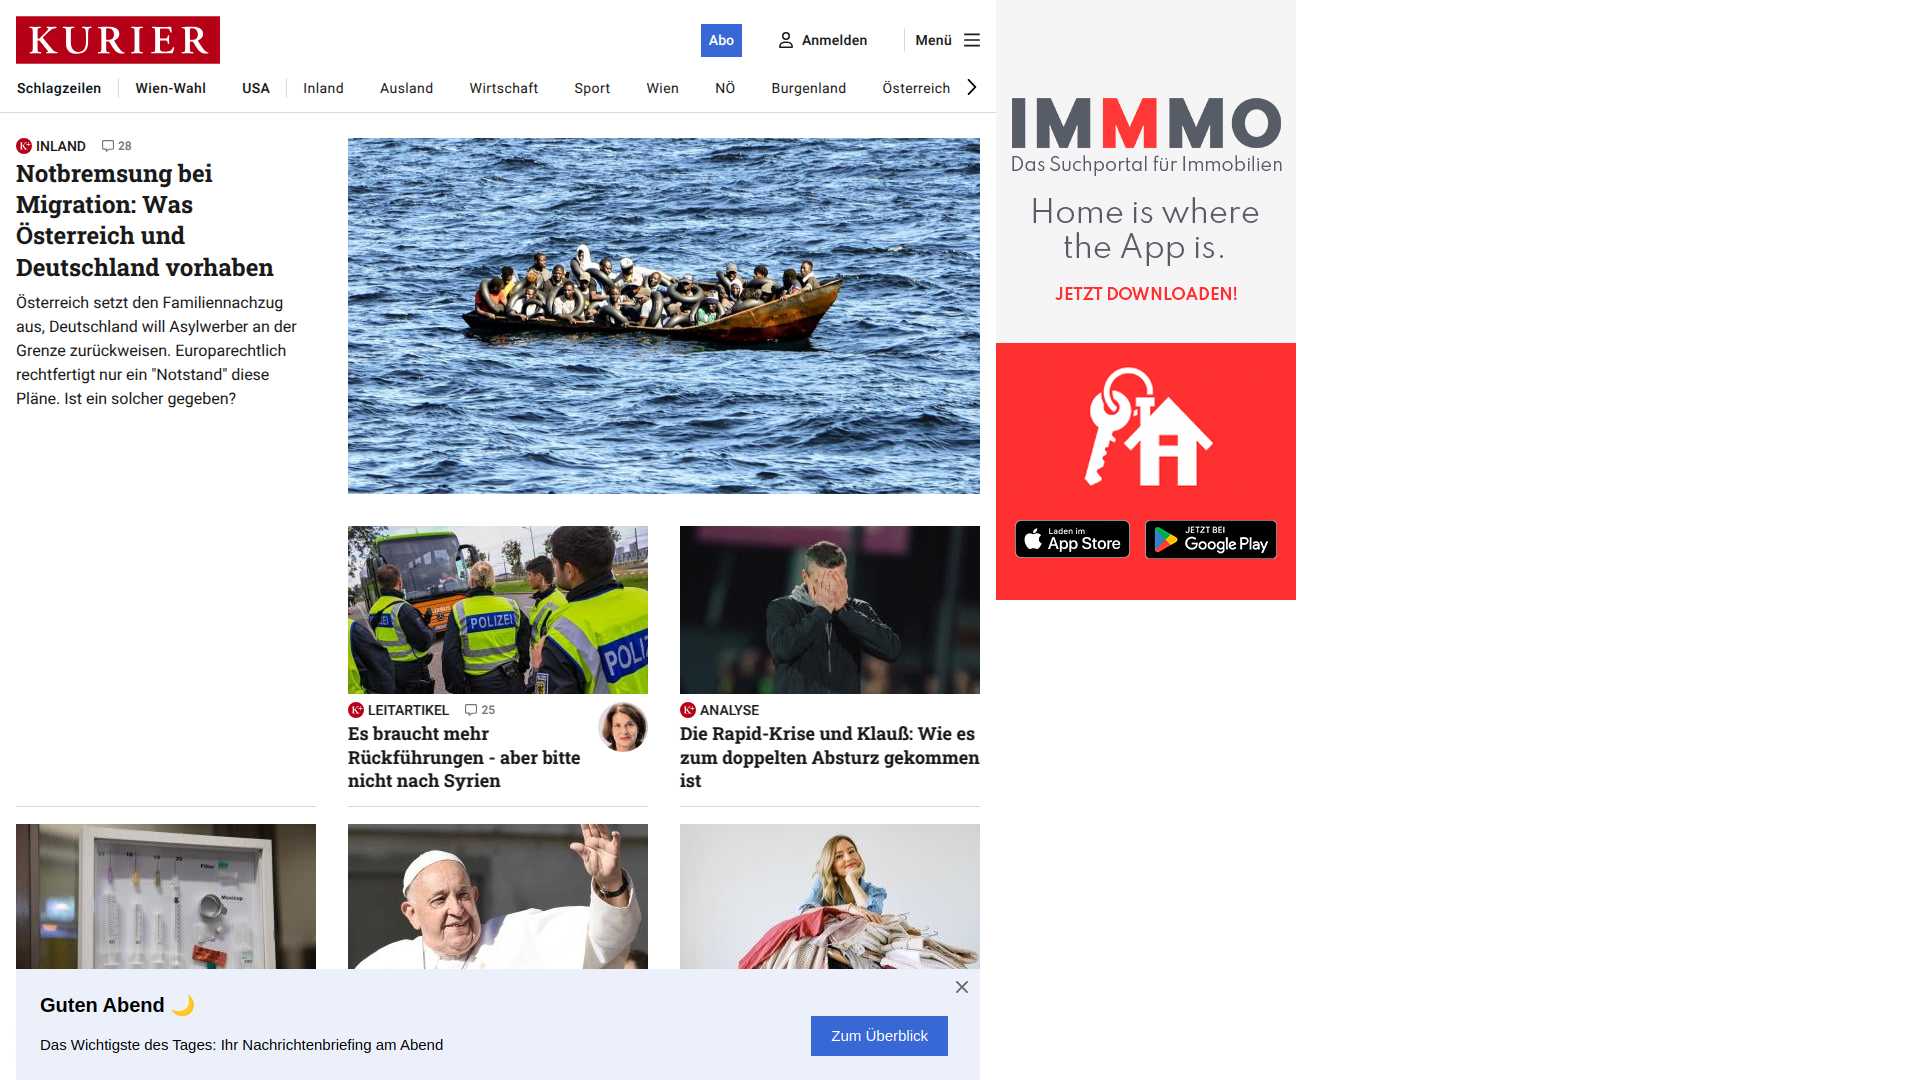 KURIER
Abo
Anmelden
Menü
Schlagzeilen
Wien-Wahl
USA
Inland
Ausland
Wirtschaft
Sport
Wien
NÖ
Burgenland
Österreich
INLAND 28
Notbremsung bei
Migration: Was
Österreich und
Deutschland vorhaben
Österreich setzt den Familiennachzug
aus, Deutschland will Asylwerber an der
Grenze zurückweisen. Europarechtlich
rechtfertigt nur ein "Notstand" diese
Pläne. Ist ein solcher gegeben?
POLIZEI
LEITARTIKEL 25
Es braucht mehr
Rückführungen - aber bitte
nicht nach Syrien
ANALYSE
Die Rapid-Krise und Klauß: Wie es
zum doppelten Absturz gekommen
ist
Guten Abend 🌙
Das Wichtigste des Tages: Ihr Nachrichtenbriefing am Abend
Zum Überblick
IMMMO
Das Suchportal für Immobilien
Home is where
the App is.
JETZT DOWNLOADEN!
Laden im
App Store
JETZT BEI
Google Play